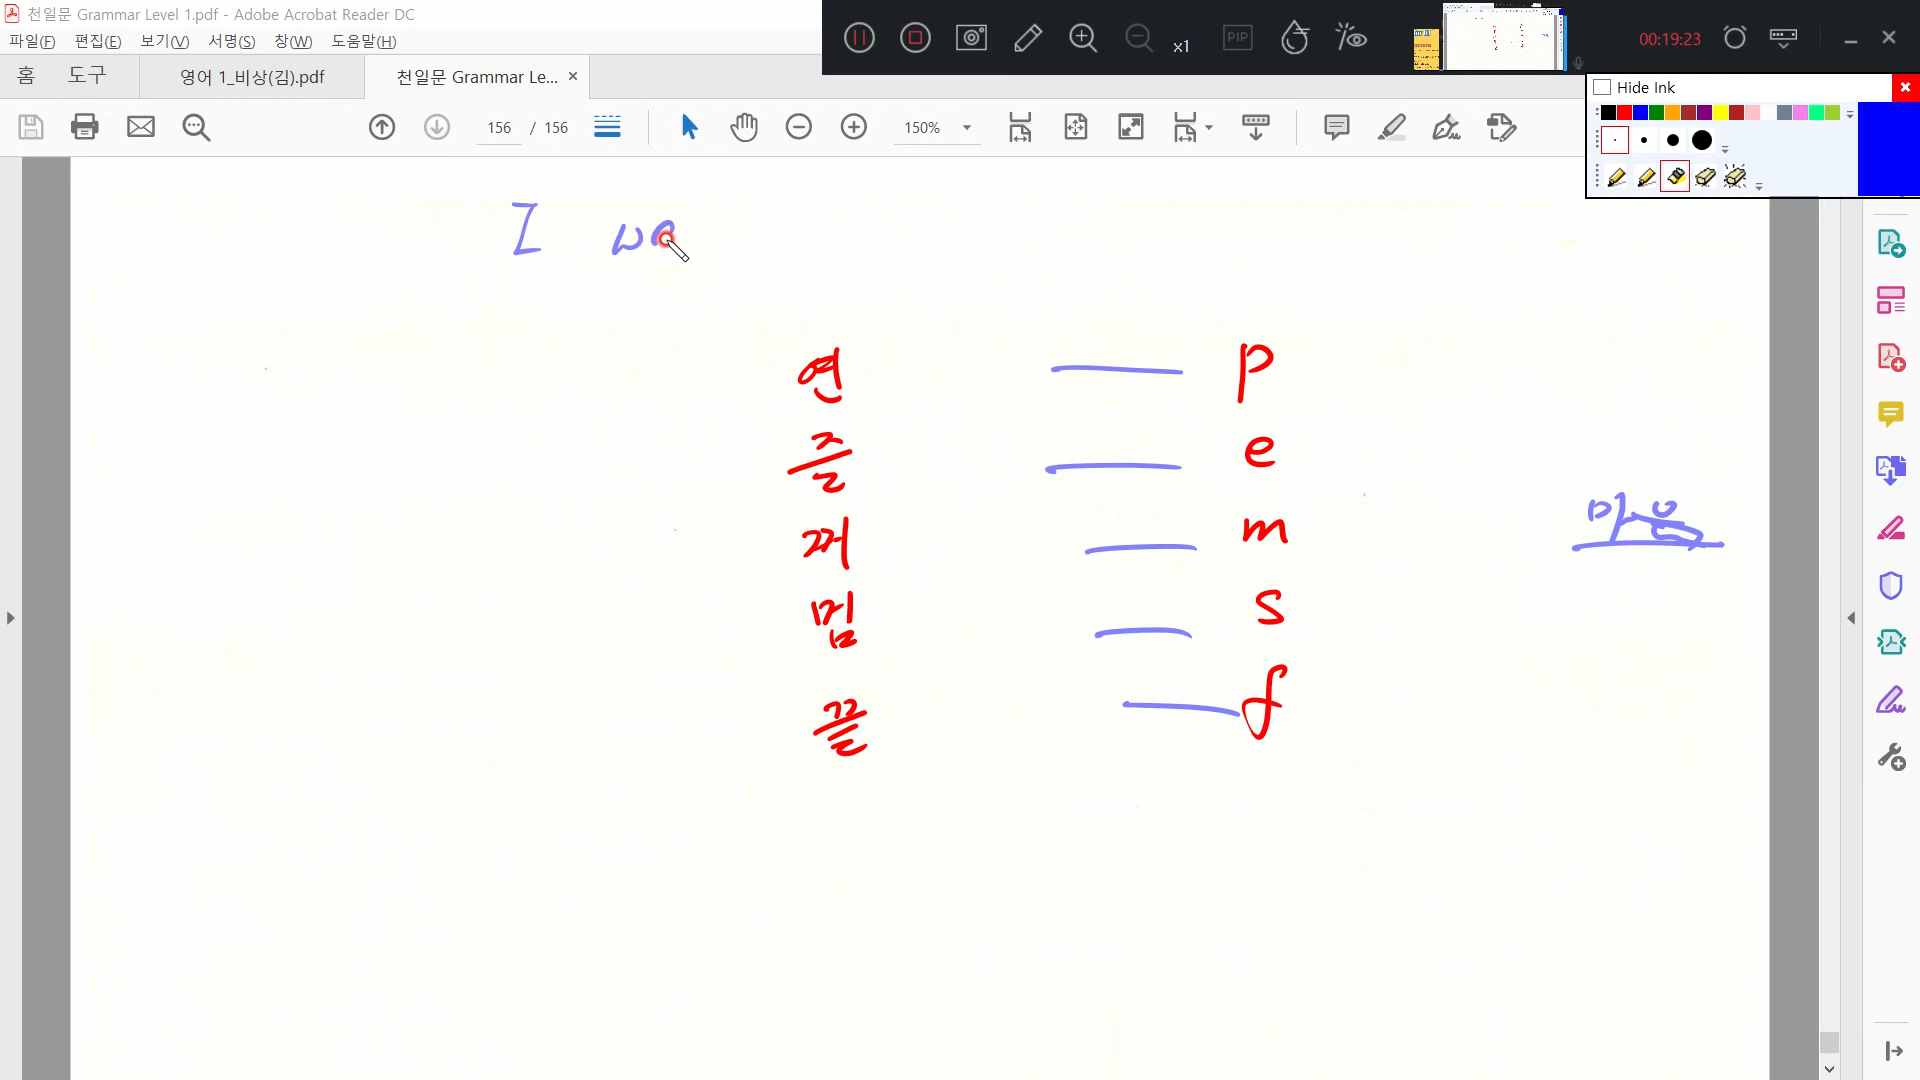 천일문 Grammar Level 1.pdf - Adobe Acrobat Reader DC
파일(F) 편집(E) 보기(V) 서명(S) 창(W) 도움말(H)
x1
PIP
00:19:23
홈 도구 영어 1_비상(김).pdf 천일문 Grammar Le...
Hide Ink
156 / 156 150%
I wa
연 p
즐 e
꺼 m
멈 s
끝 f